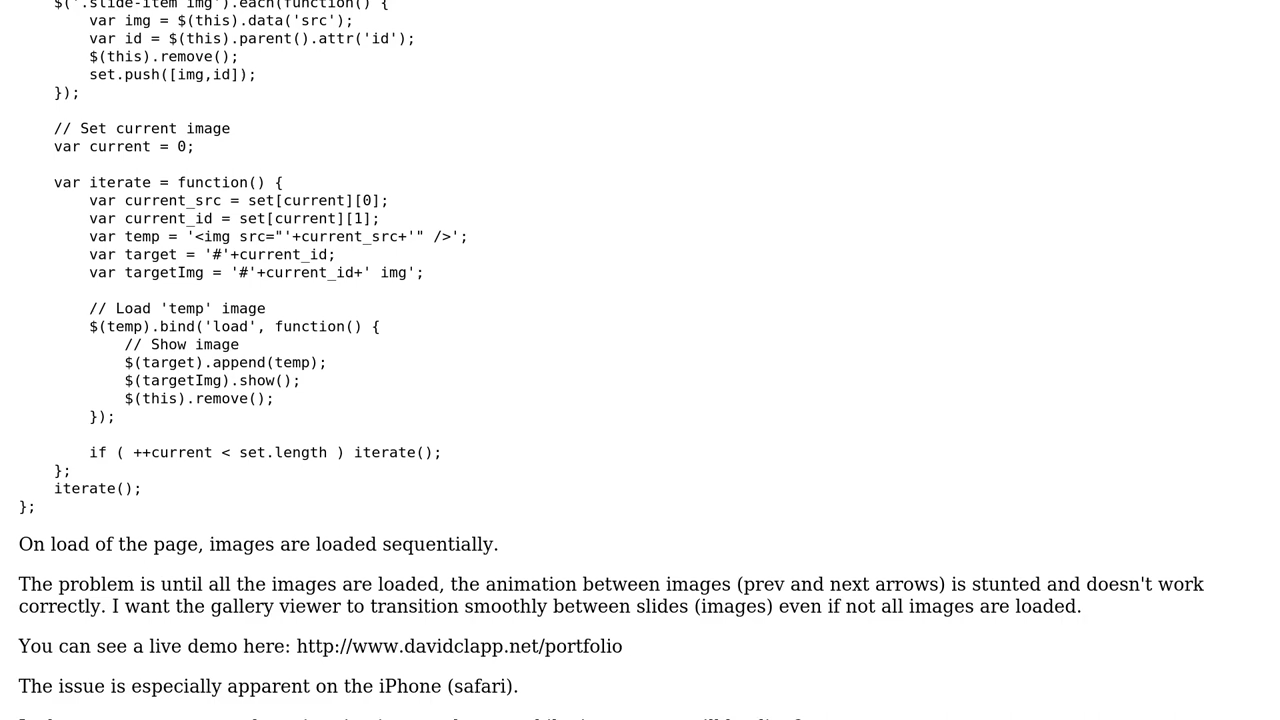 $('.slide-item img').each(function() {
        var img = $(this).data('src');
        var id = $(this).parent().attr('id');
        $(this).remove();
        set.push([img,id]);
    });

    // Set current image
    var current = 0;

    var iterate = function() {
        var current_src = set[current][0];
        var current_id = set[current][1];
        var temp = '<img src="'+current_src+'" />';
        var target = '#'+current_id;
        var targetImg = '#'+current_id+' img';

        // Load 'temp' image
        $(temp).bind('load', function() {
            // Show image
            $(target).append(temp);
            $(targetImg).show();
            $(this).remove();
        });

        if ( ++current < set.length ) iterate();
    };
    iterate();
};
On load of the page, images are loaded sequentially.
The problem is until all the images are loaded, the animation between images (prev and next arrows) is stunted and doesn't work
correctly. I want the gallery viewer to transition smoothly between slides (images) even if not all images are loaded.
You can see a live demo here: http://www.davidclapp.net/portfolio
The issue is especially apparent on the iPhone (safari).